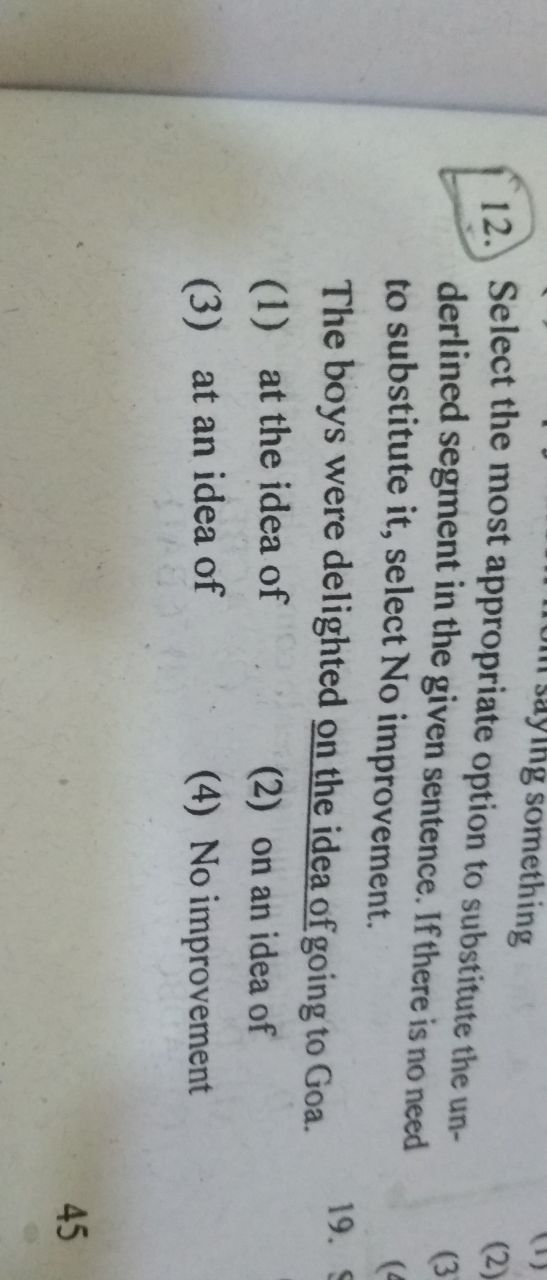 saying something
12. Select the most appropriate option to substitute the un-
derlined segment in the given sentence. If there is no need
to substitute it, select No improvement.
The boys were delighted on the idea of going to Goa.
(1) at the idea of (2) on an idea of
(3) at an idea of (4) No improvement
45
(1)
(2)
(3
(4
19.